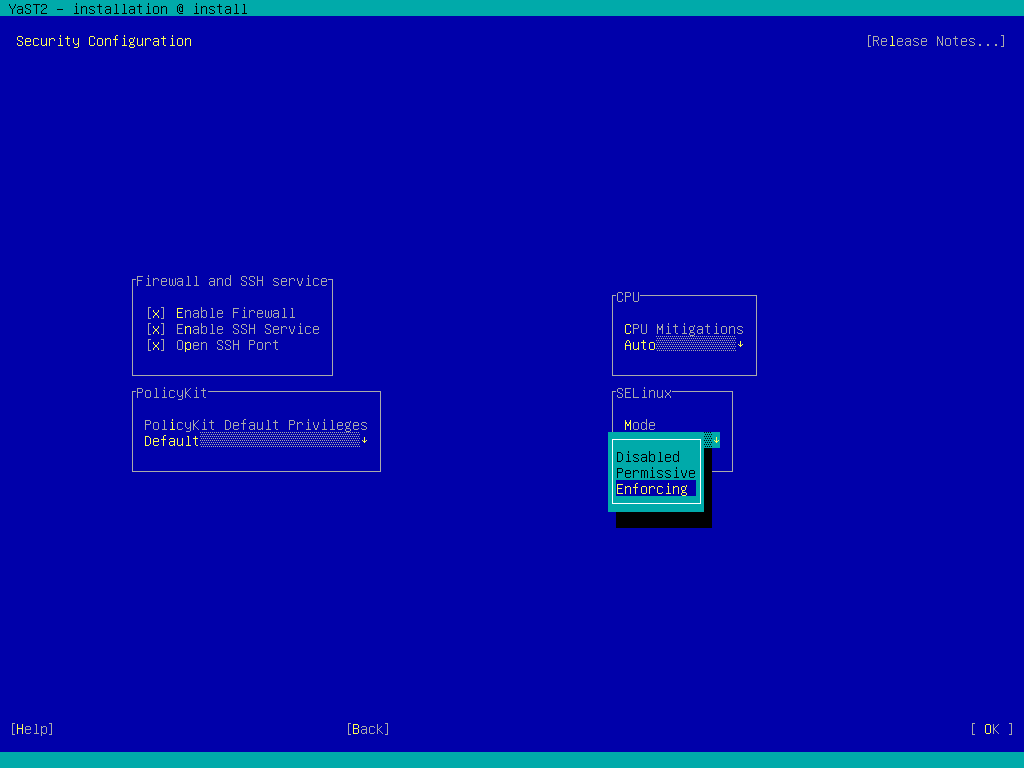 YaST2 - installation @ install
Security Configuration
[Release Notes...]
Firewall and SSH service
[x] Enable Firewall
[x] Enable SSH Service
[x] Open SSH Port
CPU
CPU Mitigations
Auto
PolicyKit
PolicyKit Default Privileges
Default
SELinux
Mode
Disabled
Permissive
Enforcing
[Help]
[Back]
[ OK ]